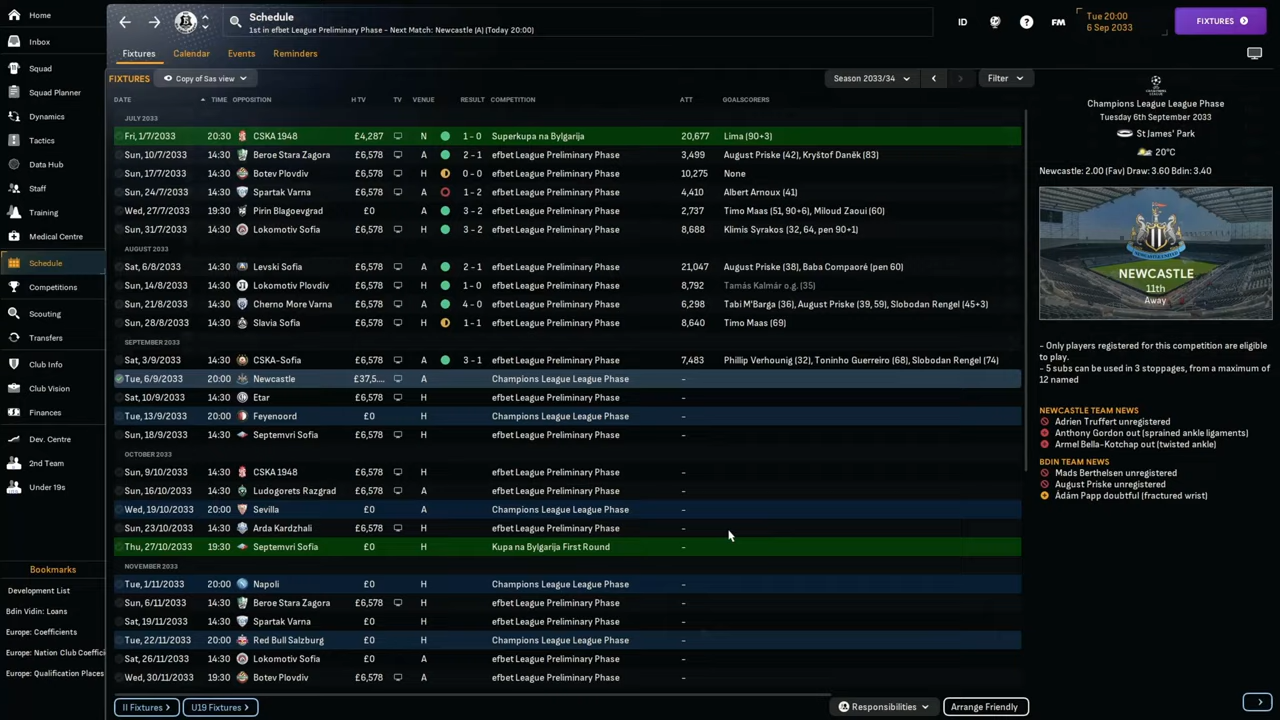 Home
Inbox
Squad
Squad Planner
Dynamics
Tactics
Data Hub
Staff
Training
Medical Centre
Schedule
Competitions
Scouting
Transfers
Club Info
Club Vision
Finances
Dev. Centre
2nd Team
Under 19s
Bookmarks
Development List
Bdin Vidin: Loans
Europe: Coefficients
Europe: Nation Club Coeffici
Europe: Qualification Places
Schedule
1st in efbet League Preliminary Phase - Next Match: Newcastle (A) (Today 20:00)
ID
FM
Tue 20:00
6 Sep 2033
FIXTURES
Fixtures Calendar Events Reminders
FIXTURES Copy of Sas view Season 2033/34 Filter
DATE TIME OPPOSITION H TV TV VENUE RESULT COMPETITION ATT GOALSCORERS
JULY 2033
Fri, 1/7/2033 20:30 CSKA 1948 £4,287 N 1 - 0 Superkupa na Bylgarija 20,677 Lima (90+3)
Sun, 10/7/2033 14:30 Beroe Stara Zagora £6,578 A 2 - 1 efbet League Preliminary Phase 3,499 August Priske (42), Kryštof Daněk (83)
Sun, 17/7/2033 14:30 Botev Plovdiv £6,578 H 0 - 0 efbet League Preliminary Phase 10,275 None
Sun, 24/7/2033 14:30 Spartak Varna £6,578 A 1 - 2 efbet League Preliminary Phase 4,410 Albert Arnoux (41)
Wed, 27/7/2033 19:30 Pirin Blagoevgrad £0 A 3 - 2 efbet League Preliminary Phase 2,737 Timo Maas (51, 90+6), Miloud Zaoui (60)
Sun, 31/7/2033 14:30 Lokomotiv Sofia £6,578 H 3 - 2 efbet League Preliminary Phase 8,688 Klimis Syrakos (32, 64, pen 90+1)
AUGUST 2033
Sat, 6/8/2033 14:30 Levski Sofia £6,578 A 2 - 1 efbet League Preliminary Phase 21,047 August Priske (38), Baba Compaoré (pen 60)
Sun, 14/8/2033 14:30 Lokomotiv Plovdiv £6,578 H 1 - 0 efbet League Preliminary Phase 8,792 Tamás Kalmár o.g. (35)
Sun, 21/8/2033 14:30 Cherno More Varna £6,578 A 4 - 0 efbet League Preliminary Phase 6,298 Tabi M'Barga (36), August Priske (39, 59), Slobodan Rengel (45+3)
Sun, 28/8/2033 14:30 Slavia Sofia £6,578 H 1 - 1 efbet League Preliminary Phase 8,640 Timo Maas (69)
SEPTEMBER 2033
Sat, 3/9/2033 14:30 CSKA-Sofia £6,578 A 3 - 1 efbet League Preliminary Phase 7,483 Phillip Verhounig (32), Toninho Guerreiro (68), Slobodan Rengel (74)
Tue, 6/9/2033 20:00 Newcastle £37,5... A Champions League League Phase -
Sat, 10/9/2033 14:30 Etar £6,578 H efbet League Preliminary Phase -
Tue, 13/9/2033 20:00 Feyenoord £0 H Champions League League Phase -
Sun, 18/9/2033 14:30 Septemvri Sofia £6,578 H efbet League Preliminary Phase -
OCTOBER 2033
Sun, 9/10/2033 14:30 CSKA 1948 £6,578 H efbet League Preliminary Phase -
Sun, 16/10/2033 14:30 Ludogorets Razgrad £6,578 A efbet League Preliminary Phase -
Wed, 19/10/2033 20:00 Sevilla £0 A Champions League League Phase -
Sun, 23/10/2033 14:30 Arda Kardzhali £6,578 H efbet League Preliminary Phase -
Thu, 27/10/2033 19:30 Septemvri Sofia £0 H Kupa na Bylgarija First Round -
NOVEMBER 2033
Tue, 1/11/2033 20:00 Napoli £0 H Champions League League Phase -
Sun, 6/11/2033 14:30 Beroe Stara Zagora £6,578 H efbet League Preliminary Phase -
Sat, 19/11/2033 14:30 Spartak Varna £0 H efbet League Preliminary Phase -
Tue, 22/11/2033 20:00 Red Bull Salzburg £0 H Champions League League Phase -
Sat, 26/11/2033 14:30 Lokomotiv Sofia £0 A efbet League Preliminary Phase -
Wed, 30/11/2033 19:30 Botev Plovdiv £6,578 A efbet League Preliminary Phase -
II Fixtures > U19 Fixtures > Responsibilities Arrange Friendly
Champions League League Phase
Tuesday 6th September 2033
St James' Park
20°C
Newcastle: 2.00 (Fav) Draw: 3.60 Bdin: 3.40
NEWCASTLE
11th
Away
- Only players registered for this competition are eligible
to play.
- 5 subs can be used in 3 stoppages, from a maximum of
12 named
NEWCASTLE TEAM NEWS
Adrien Truffert unregistered
Anthony Gordon out (sprained ankle ligaments)
Armel Bella-Kotchap out (twisted ankle)
BDIN TEAM NEWS
Mads Berthelsen unregistered
August Priske unregistered
Ádám Papp doubtful (fractured wrist)